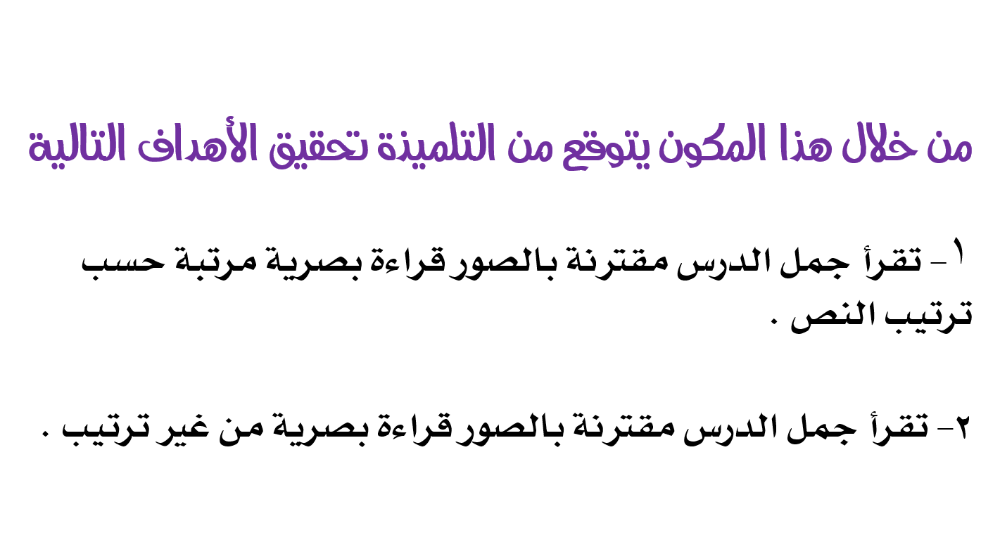 من خلال هذا المكون يتوقع من التلميذة تحقيق الأهداف التالية
١- تقرأ جمل الدرس مقترنة بالصور قراءة بصرية مرتبة حسب
ترتيب النص .
٢- تقرأ جمل الدرس مقترنة بالصور قراءة بصرية من غير ترتيب .